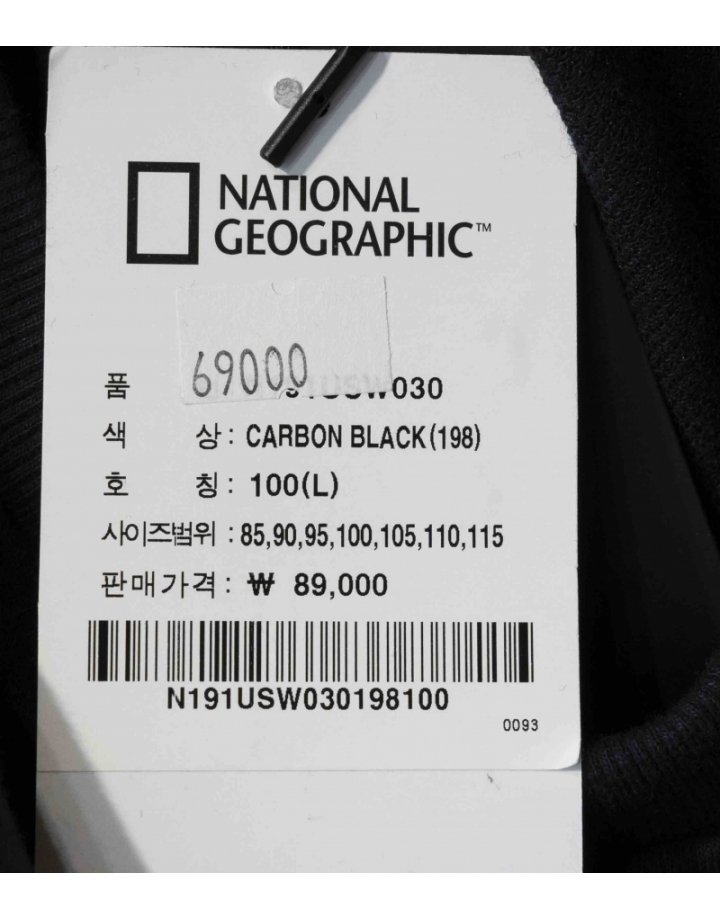 NATIONAL
GEOGRAPHIC™
69000
품 91USW030
색 상 : CARBON BLACK(198)
호 칭 : 100(L)
사이즈범위 : 85,90,95,100,105,110,115
판매가격 : ₩ 89,000
N191USW030198100
0093